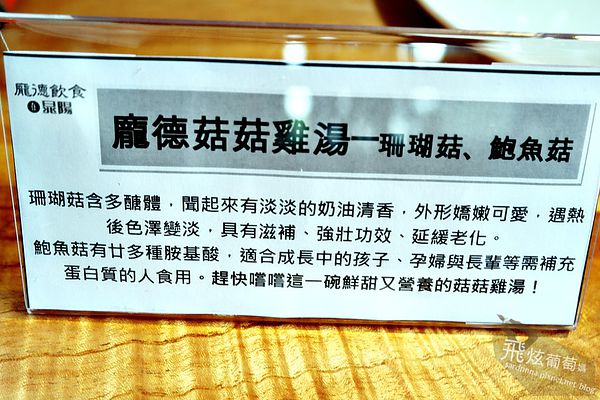 龐德飲食
晁陽
龐德菇菇雞湯—珊瑚菇、鮑魚菇
珊瑚菇含多醣體，聞起來有淡淡的奶油清香，外形嬌嫩可愛，遇熱
後色澤變淡，具有滋補、強壯功效、延緩老化。
鮑魚菇有廿多種胺基酸，適合成長中的孩子、孕婦與長輩等需補充
蛋白質的人食用。趕快嚐嚐這一碗鮮甜又營養的菇菇雞湯！
飛炫葡萄媽
sardinna.pixnet.net/blog